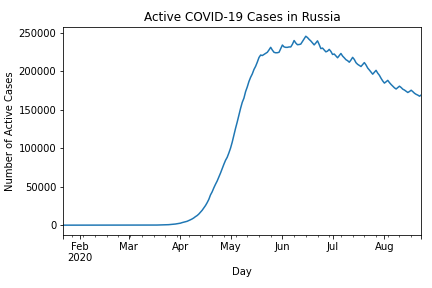 Active COVID-19 Cases in Russia
250000
200000
150000
100000
50000
0
Number of Active Cases
Feb Mar Apr May Jun Jul Aug
2020
Day